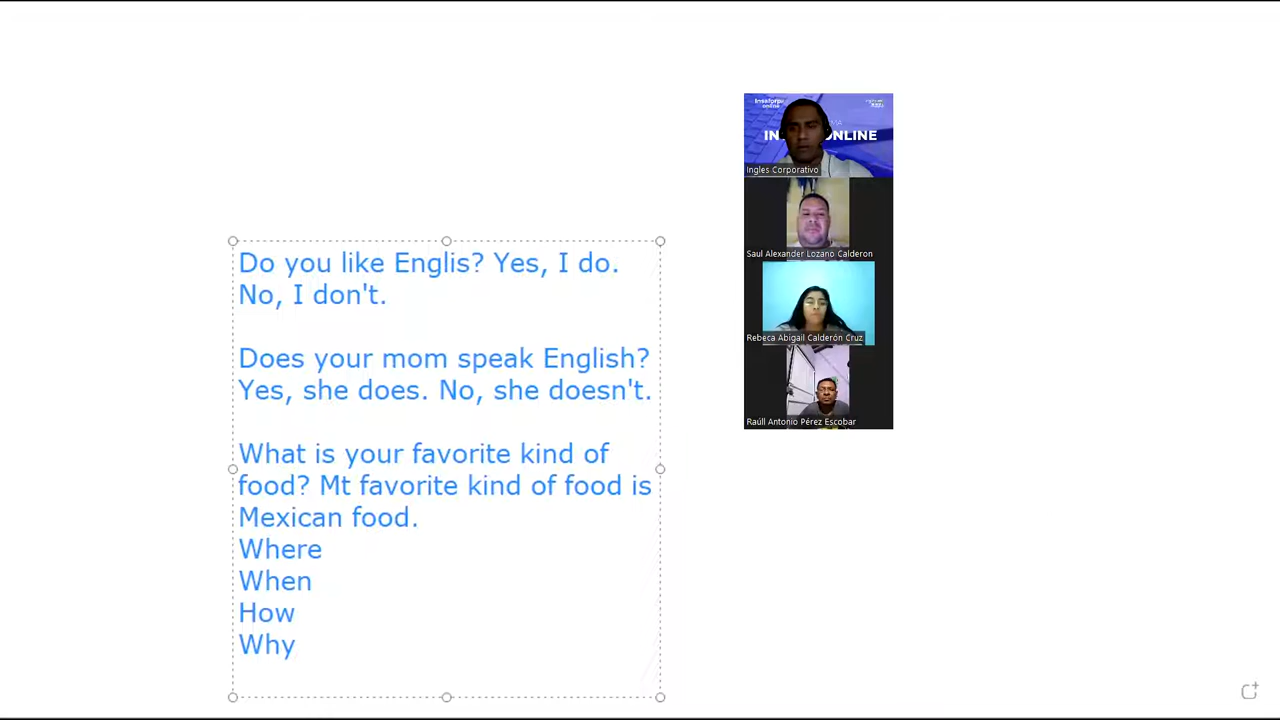 Do you like Englis? Yes, I do.
No, I don't.
Does your mom speak English?
Yes, she does. No, she doesn't.
What is your favorite kind of
food? Mt favorite kind of food is
Mexican food.
Where
When
How
Why
Ingles Corporativo
Saul Alexander Lozano Calderon
Rebeca Abigail Calderón Cruz
Raúll Antonio Pérez Escobar